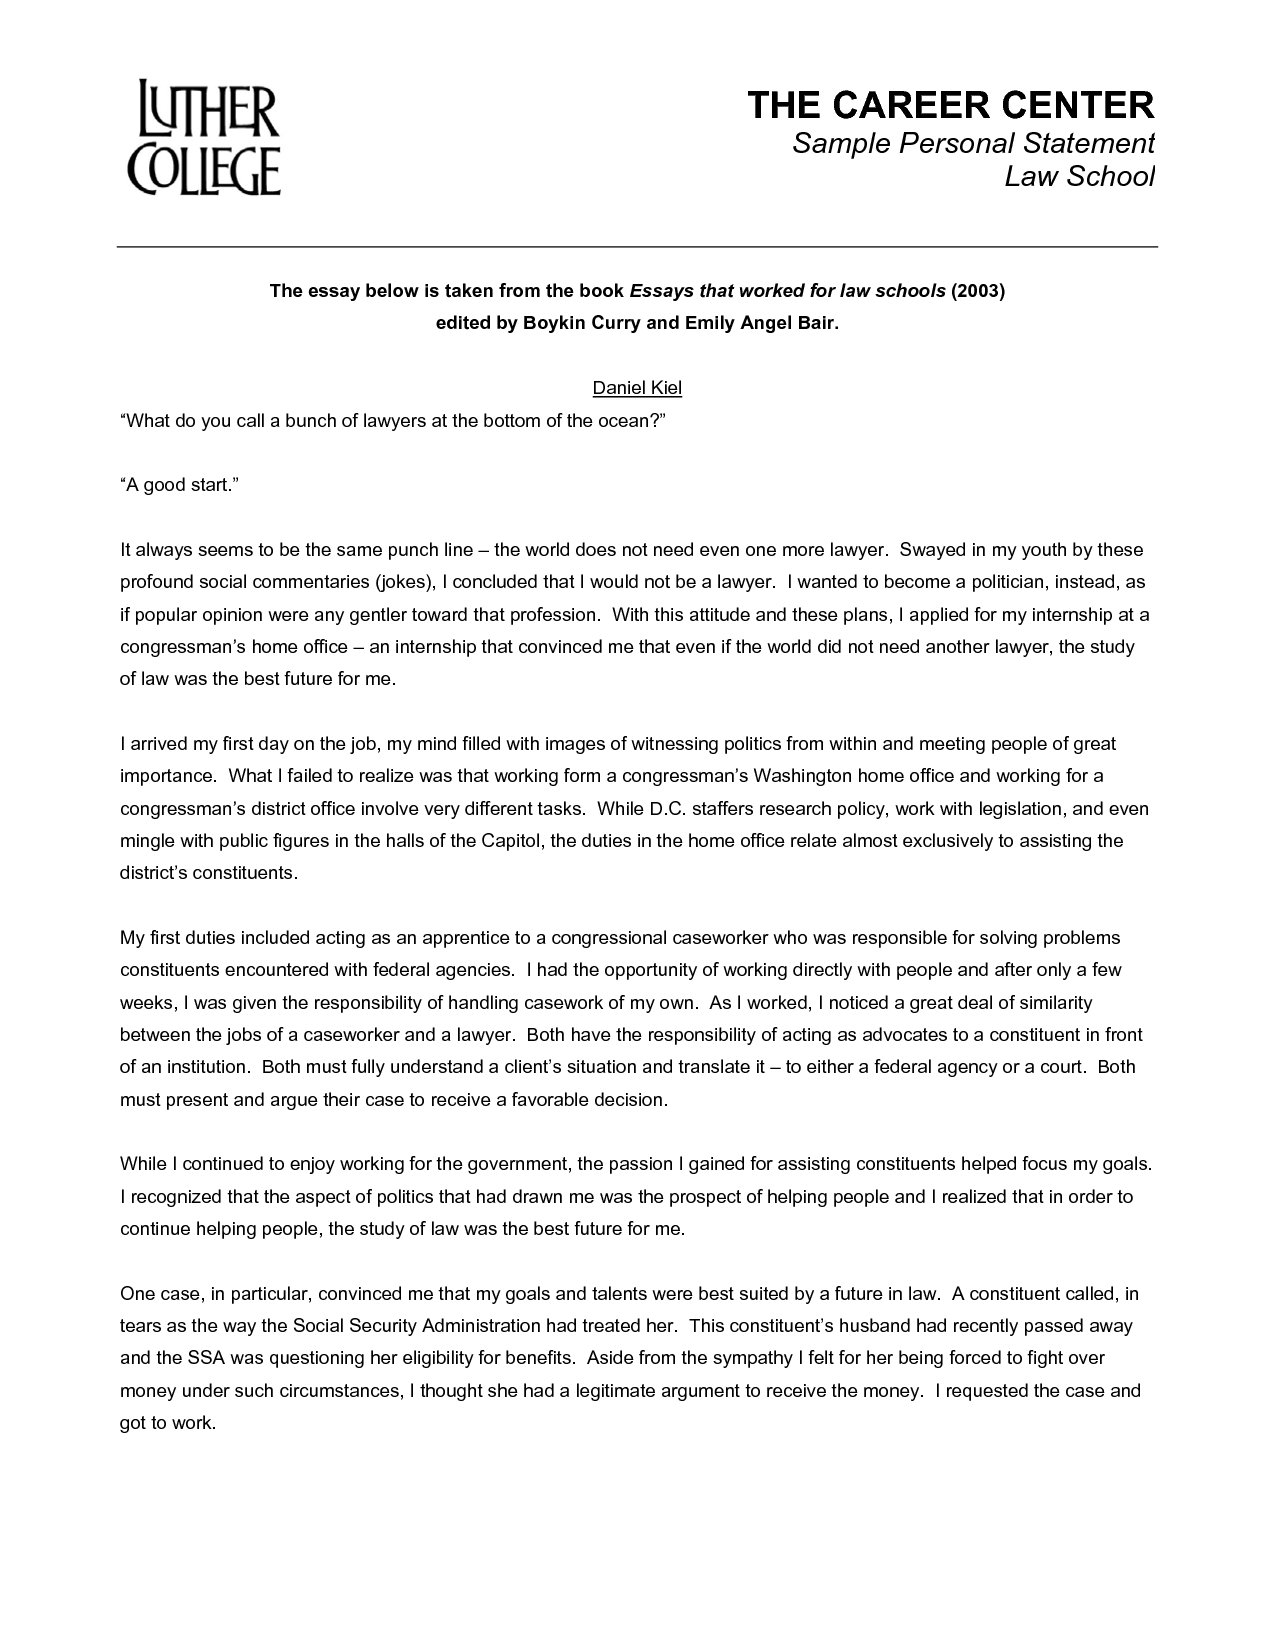 LUTHER
COLLEGE
THE CAREER CENTER
Sample Personal Statement
Law School
The essay below is taken from the book Essays that worked for law schools (2003)
edited by Boykin Curry and Emily Angel Bair.
Daniel Kiel
“What do you call a bunch of lawyers at the bottom of the ocean?”
“A good start.”
It always seems to be the same punch line – the world does not need even one more lawyer.  Swayed in my youth by these
profound social commentaries (jokes), I concluded that I would not be a lawyer.  I wanted to become a politician, instead, as
if popular opinion were any gentler toward that profession.  With this attitude and these plans, I applied for my internship at a
congressman’s home office – an internship that convinced me that even if the world did not need another lawyer, the study
of law was the best future for me.
I arrived my first day on the job, my mind filled with images of witnessing politics from within and meeting people of great
importance.  What I failed to realize was that working form a congressman’s Washington home office and working for a
congressman’s district office involve very different tasks.  While D.C. staffers research policy, work with legislation, and even
mingle with public figures in the halls of the Capitol, the duties in the home office relate almost exclusively to assisting the
district’s constituents.
My first duties included acting as an apprentice to a congressional caseworker who was responsible for solving problems
constituents encountered with federal agencies.  I had the opportunity of working directly with people and after only a few
weeks, I was given the responsibility of handling casework of my own.  As I worked, I noticed a great deal of similarity
between the jobs of a caseworker and a lawyer.  Both have the responsibility of acting as advocates to a constituent in front
of an institution.  Both must fully understand a client’s situation and translate it – to either a federal agency or a court.  Both
must present and argue their case to receive a favorable decision.
While I continued to enjoy working for the government, the passion I gained for assisting constituents helped focus my goals.
I recognized that the aspect of politics that had drawn me was the prospect of helping people and I realized that in order to
continue helping people, the study of law was the best future for me.
One case, in particular, convinced me that my goals and talents were best suited by a future in law.  A constituent called, in
tears as the way the Social Security Administration had treated her.  This constituent’s husband had recently passed away
and the SSA was questioning her eligibility for benefits.  Aside from the sympathy I felt for her being forced to fight over
money under such circumstances, I thought she had a legitimate argument to receive the money.  I requested the case and
got to work.